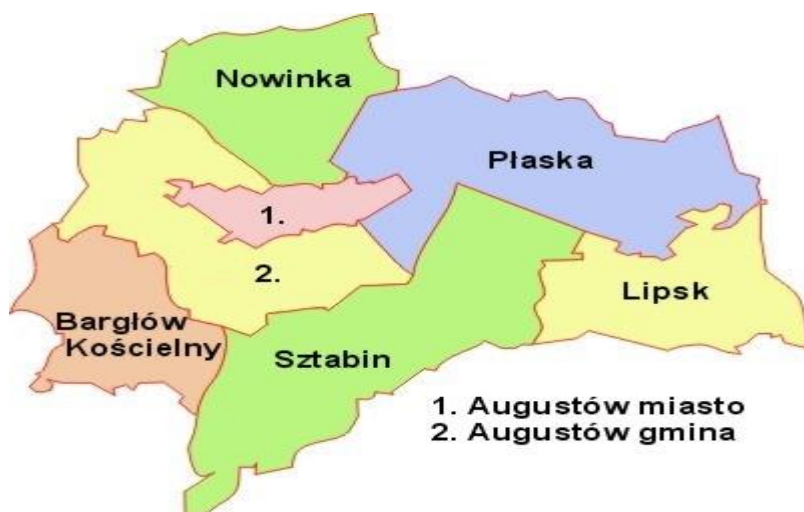 Nowinka
Płaska
1.
2.
Lipsk
Bargłów
Kościelny
Sztabin
1. Augustów miasto
2. Augustów gmina